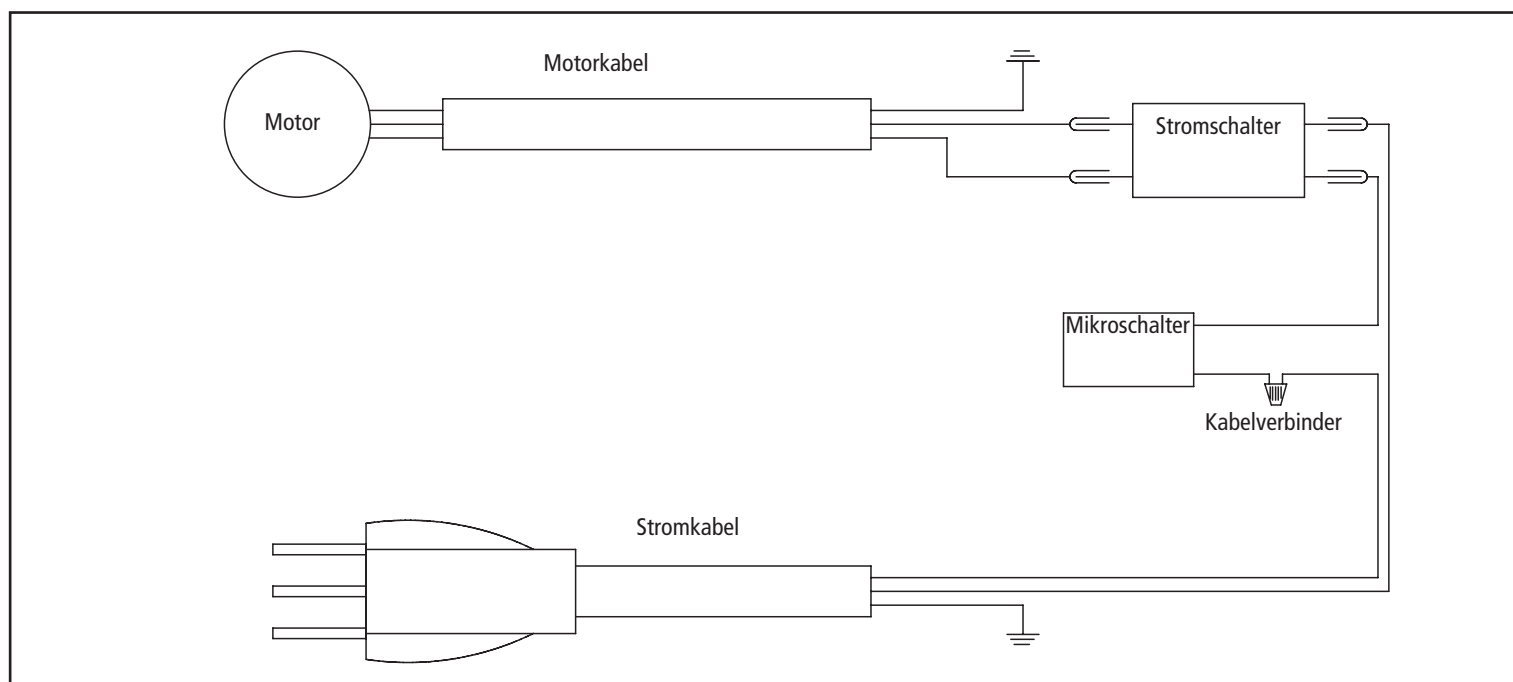 Motorkabel
Motor
Stromschalter
Mikroschalter
Kabelverbinder
Stromkabel